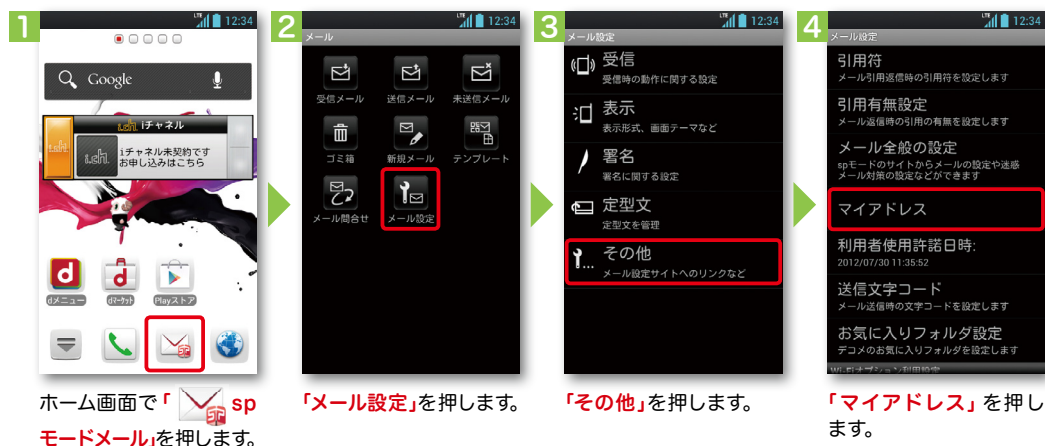 1
LTE 12:34
Google
i.ch. iチャネル
i.ch.
i.ch.
iチャネル未契約です
お申し込みはこちら
d
d
dメニュー
dマーケット
Playストア
ホーム画面で「 sp
モードメール」を押します。
2
LTE 12:34
メール
受信メール
送信メール
未送信メール
ゴミ箱
新規メール
テンプレート
メール問合せ
メール設定
「メール設定」を押します。
3
LTE 12:34
メール設定
受信
受信時の動作に関する設定
表示
表示形式、画面テーマなど
署名
署名に関する設定
定型文
定型文を管理
その他
メール設定サイトへのリンクなど
「その他」を押します。
4
LTE 12:34
メール設定
引用符
メール引用返信時の引用符を設定します
引用有無設定
メール返信時の引用の有無を設定します
メール全般の設定
spモードのサイトからメールの設定や迷惑
メール対策の設定などができます
マイアドレス
利用者使用許諾日時:
2012/07/30 11:35:52
送信文字コード
メール送信時の文字コードを設定します
お気に入りフォルダ設定
デコメのお気に入りフォルダを設定します
Wi-Fiオプション利用設定
「マイアドレス」を押し
ます。